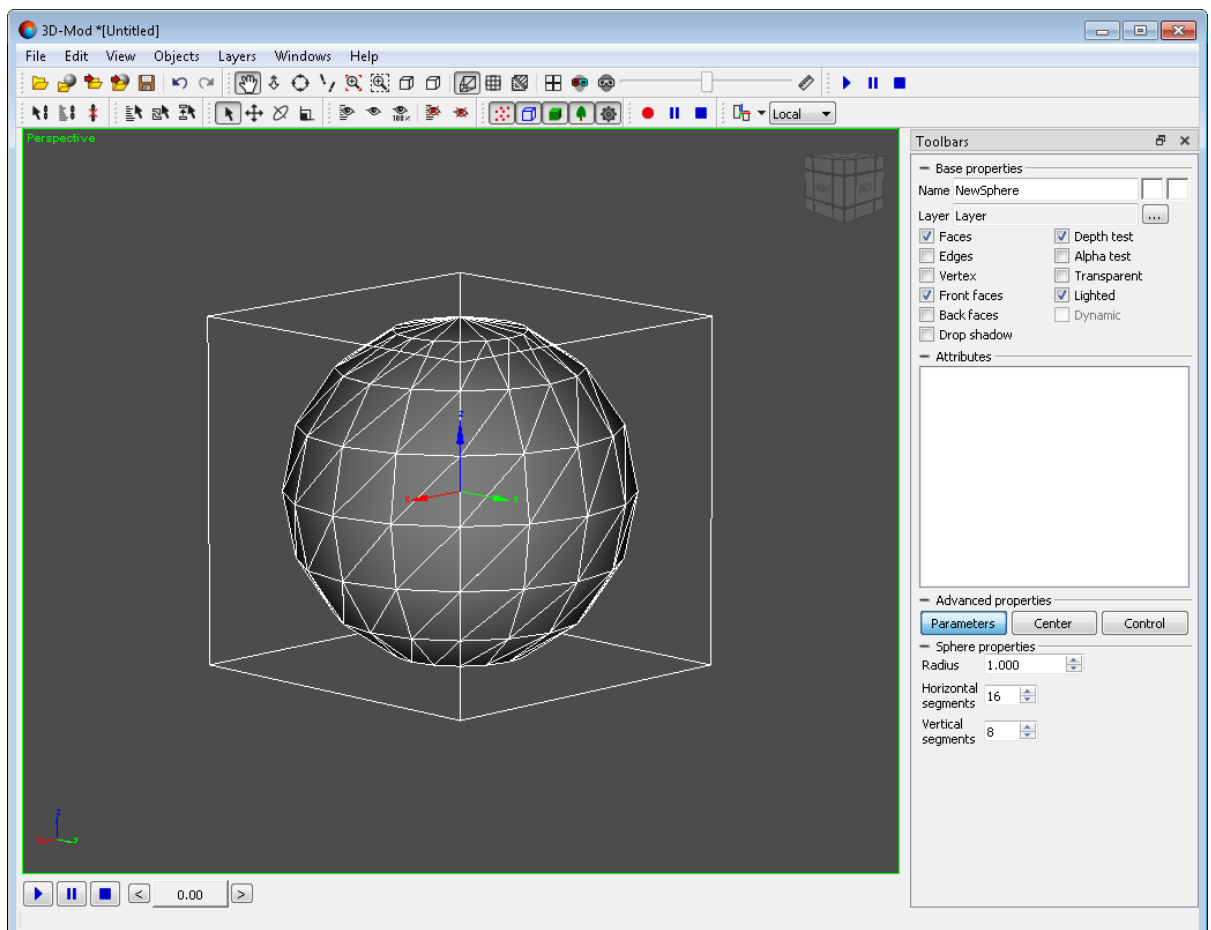 3D-Mod *[Untitled]
File Edit View Objects Layers Windows Help
100%
Local
Perspective
Toolbars
Base properties
Name NewSphere
Layer Layer ...
Faces Depth test
Edges Alpha test
Vertex Transparent
Front faces Lighted
Back faces Dynamic
Drop shadow
Attributes
z
x y
Advanced properties
Parameters Center Control
Sphere properties
Radius 1.000
Horizontal
segments 16
Vertical
segments 8
z
x y
< 0.00 >